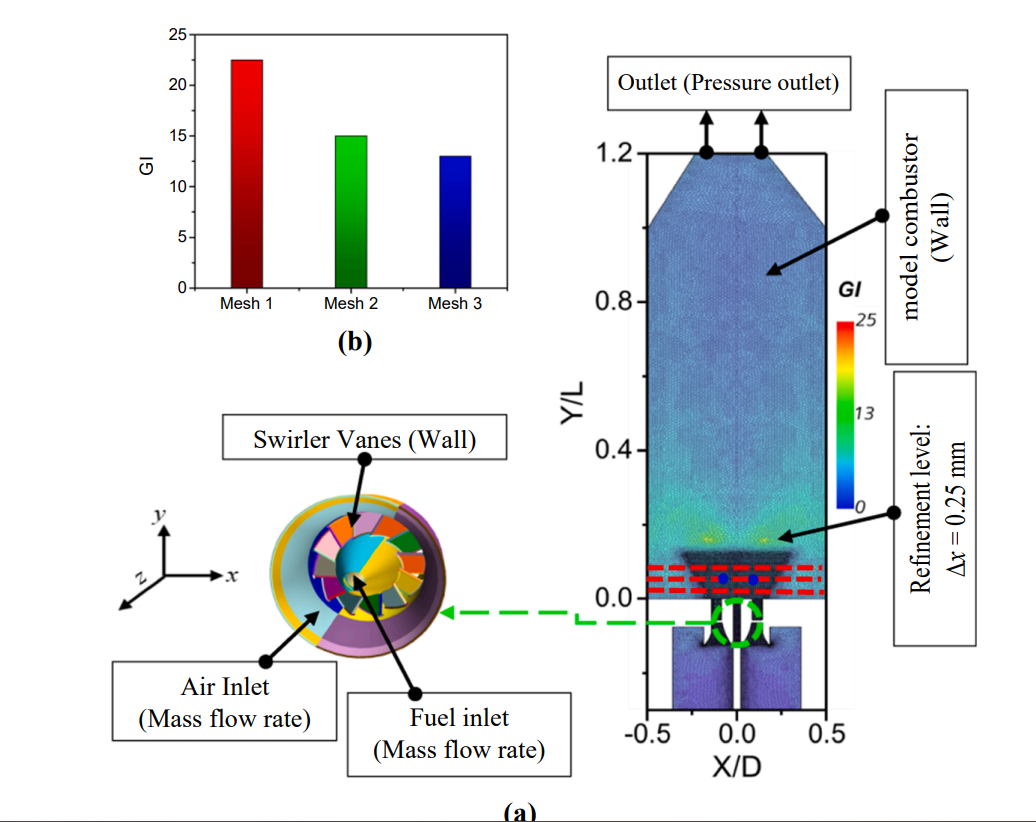 25
20
15
10
5
0
GI
Mesh 1 Mesh 2 Mesh 3
(b)
Outlet (Pressure outlet)
model combustor
(Wall)
GI
25
13
0
Refinement level:
Δx = 0.25 mm
1.2
0.8
0.4
0.0
Y/L
-0.5 0.0 0.5
X/D
Swirler Vanes (Wall)
y
z
x
Air Inlet
(Mass flow rate)
Fuel inlet
(Mass flow rate)
(a)